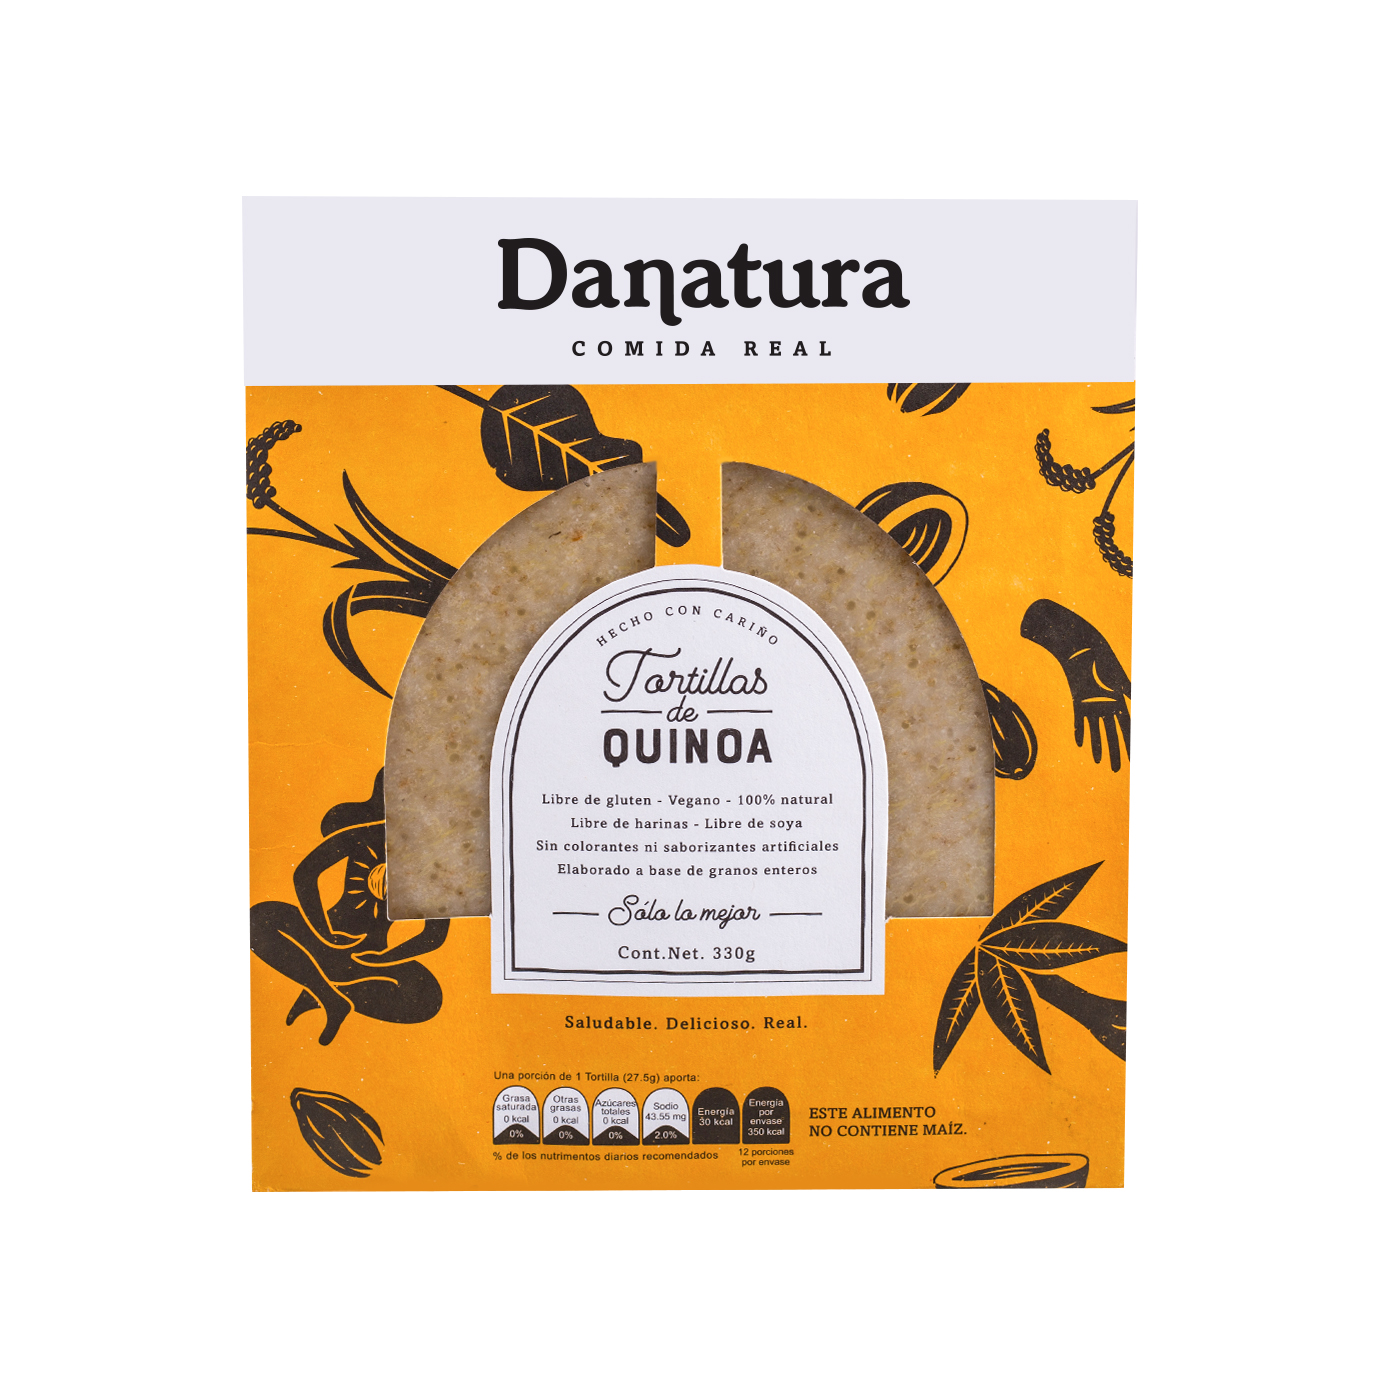 Danatura
COMIDA REAL
HECHO CON CARIÑO
Tortillas
de
QUINOA
Libre de gluten - Vegano - 100% natural
Libre de harinas - Libre de soya
Sin colorantes ni saborizantes artificiales
Elaborado a base de granos enteros
Sólo lo mejor
Cont.Net. 330g
Saludable. Delicioso. Real.
Una porción de 1 Tortilla (27.5g) aporta:
Grasa saturada 0 kcal 0%
Otras grasas 0 kcal 0%
Azúcares totales 0 kcal 0%
Sodio 43.55 mg 2.0%
Energía 30 kcal
Energía por envase 350 kcal
% de los nutrimentos diarios recomendados
12 porciones
por envase
ESTE ALIMENTO
NO CONTIENE MAÍZ.